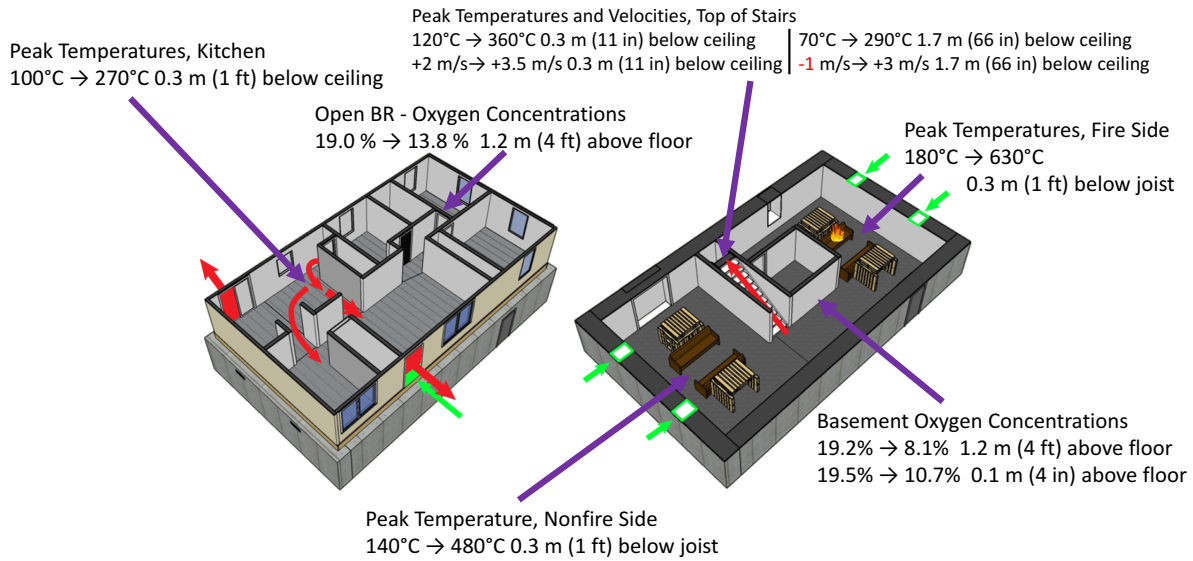 Peak Temperatures and Velocities, Top of Stairs
120°C → 360°C 0.3 m (11 in) below ceiling | 70°C → 290°C 1.7 m (66 in) below ceiling
+2 m/s→ +3.5 m/s 0.3 m (11 in) below ceiling | -1 m/s→ +3 m/s 1.7 m (66 in) below ceiling
Peak Temperatures, Kitchen
100°C → 270°C 0.3 m (1 ft) below ceiling
Open BR - Oxygen Concentrations
19.0 % → 13.8 % 1.2 m (4 ft) above floor
Peak Temperatures, Fire Side
180°C → 630°C
0.3 m (1 ft) below joist
Basement Oxygen Concentrations
19.2% → 8.1% 1.2 m (4 ft) above floor
19.5% → 10.7% 0.1 m (4 in) above floor
Peak Temperature, Nonfire Side
140°C → 480°C 0.3 m (1 ft) below joist